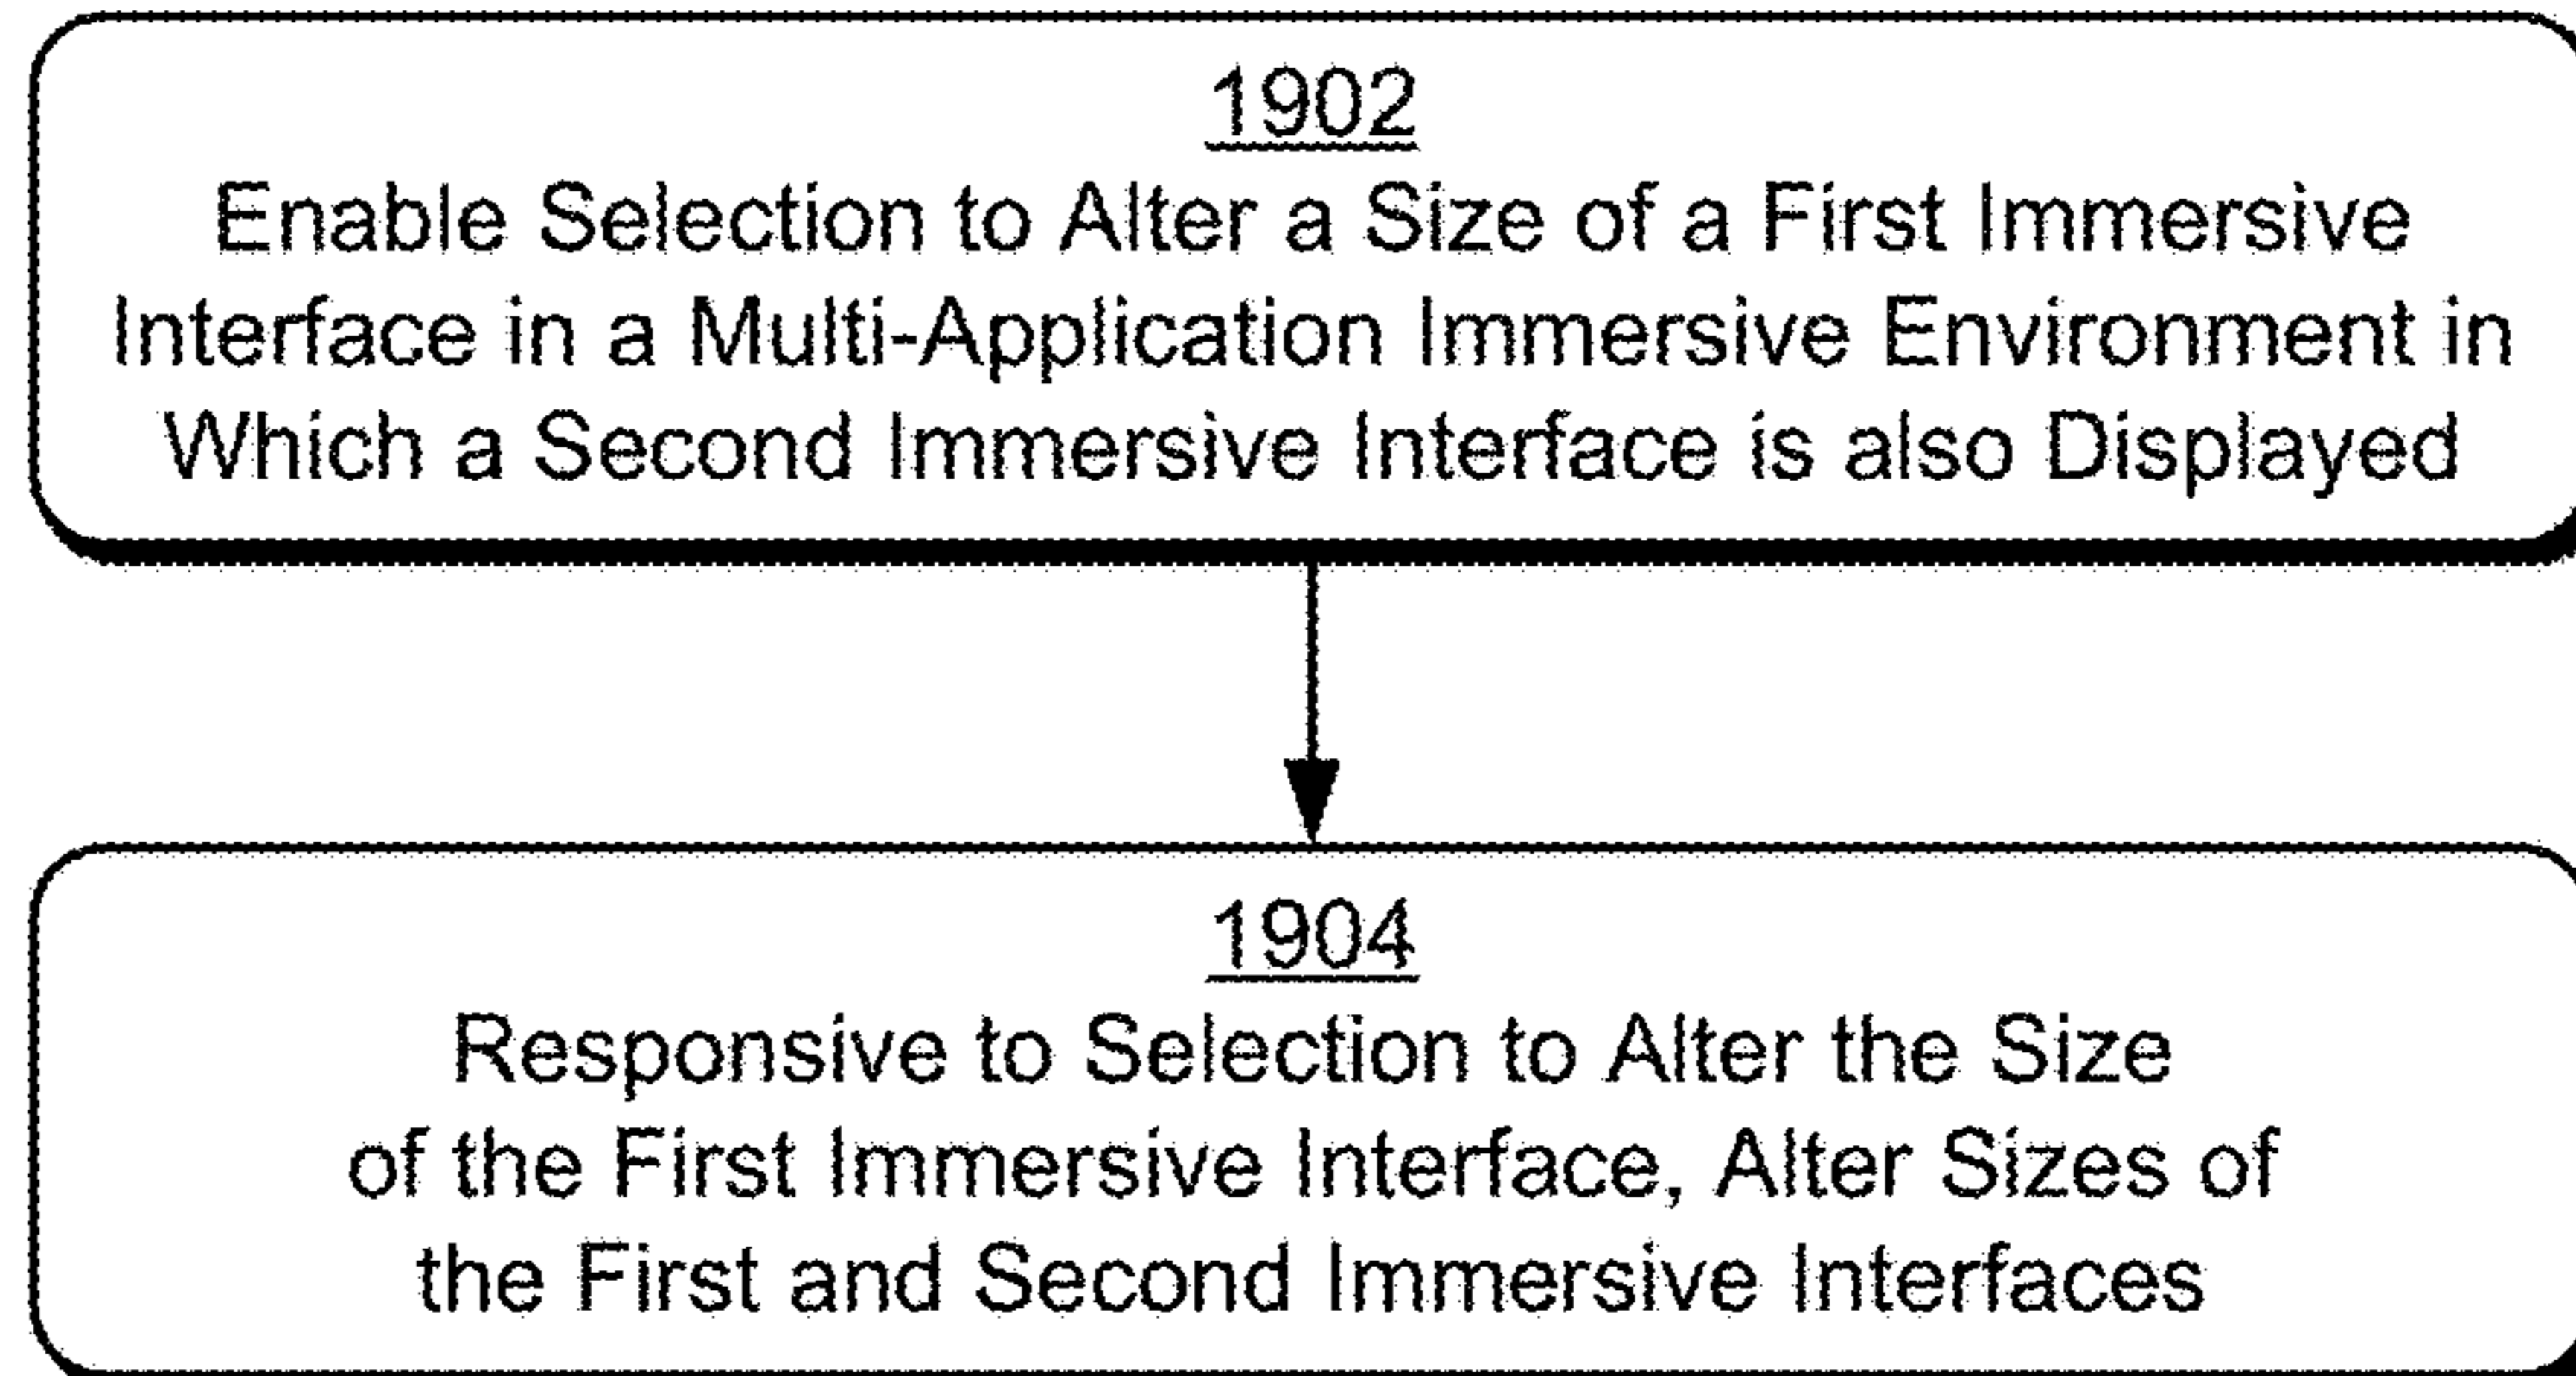 1902
Enable Selection to Alter a Size of a First Immersive
Interface in a Multi-Application Immersive Environment in
Which a Second Immersive Interface is also Displayed
1904
Responsive to Selection to Alter the Size
of the First Immersive Interface, Alter Sizes of
the First and Second Immersive Interfaces